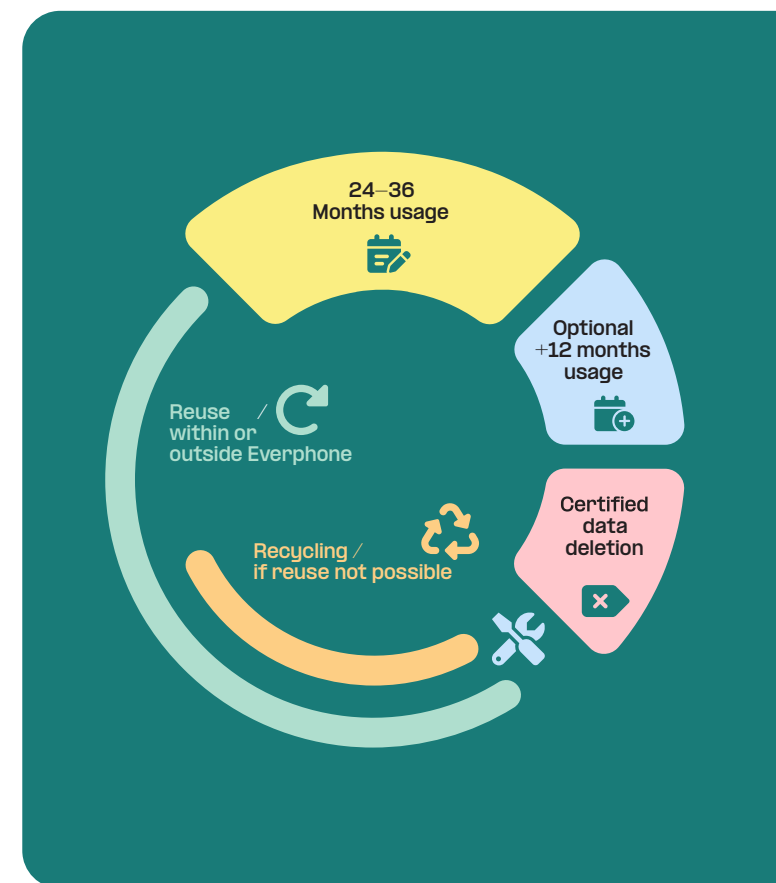 24–36
Months usage
Optional
+12 months
usage
Certified
data
deletion
Reuse /
within or
outside Everphone
Recycling /
if reuse not possible